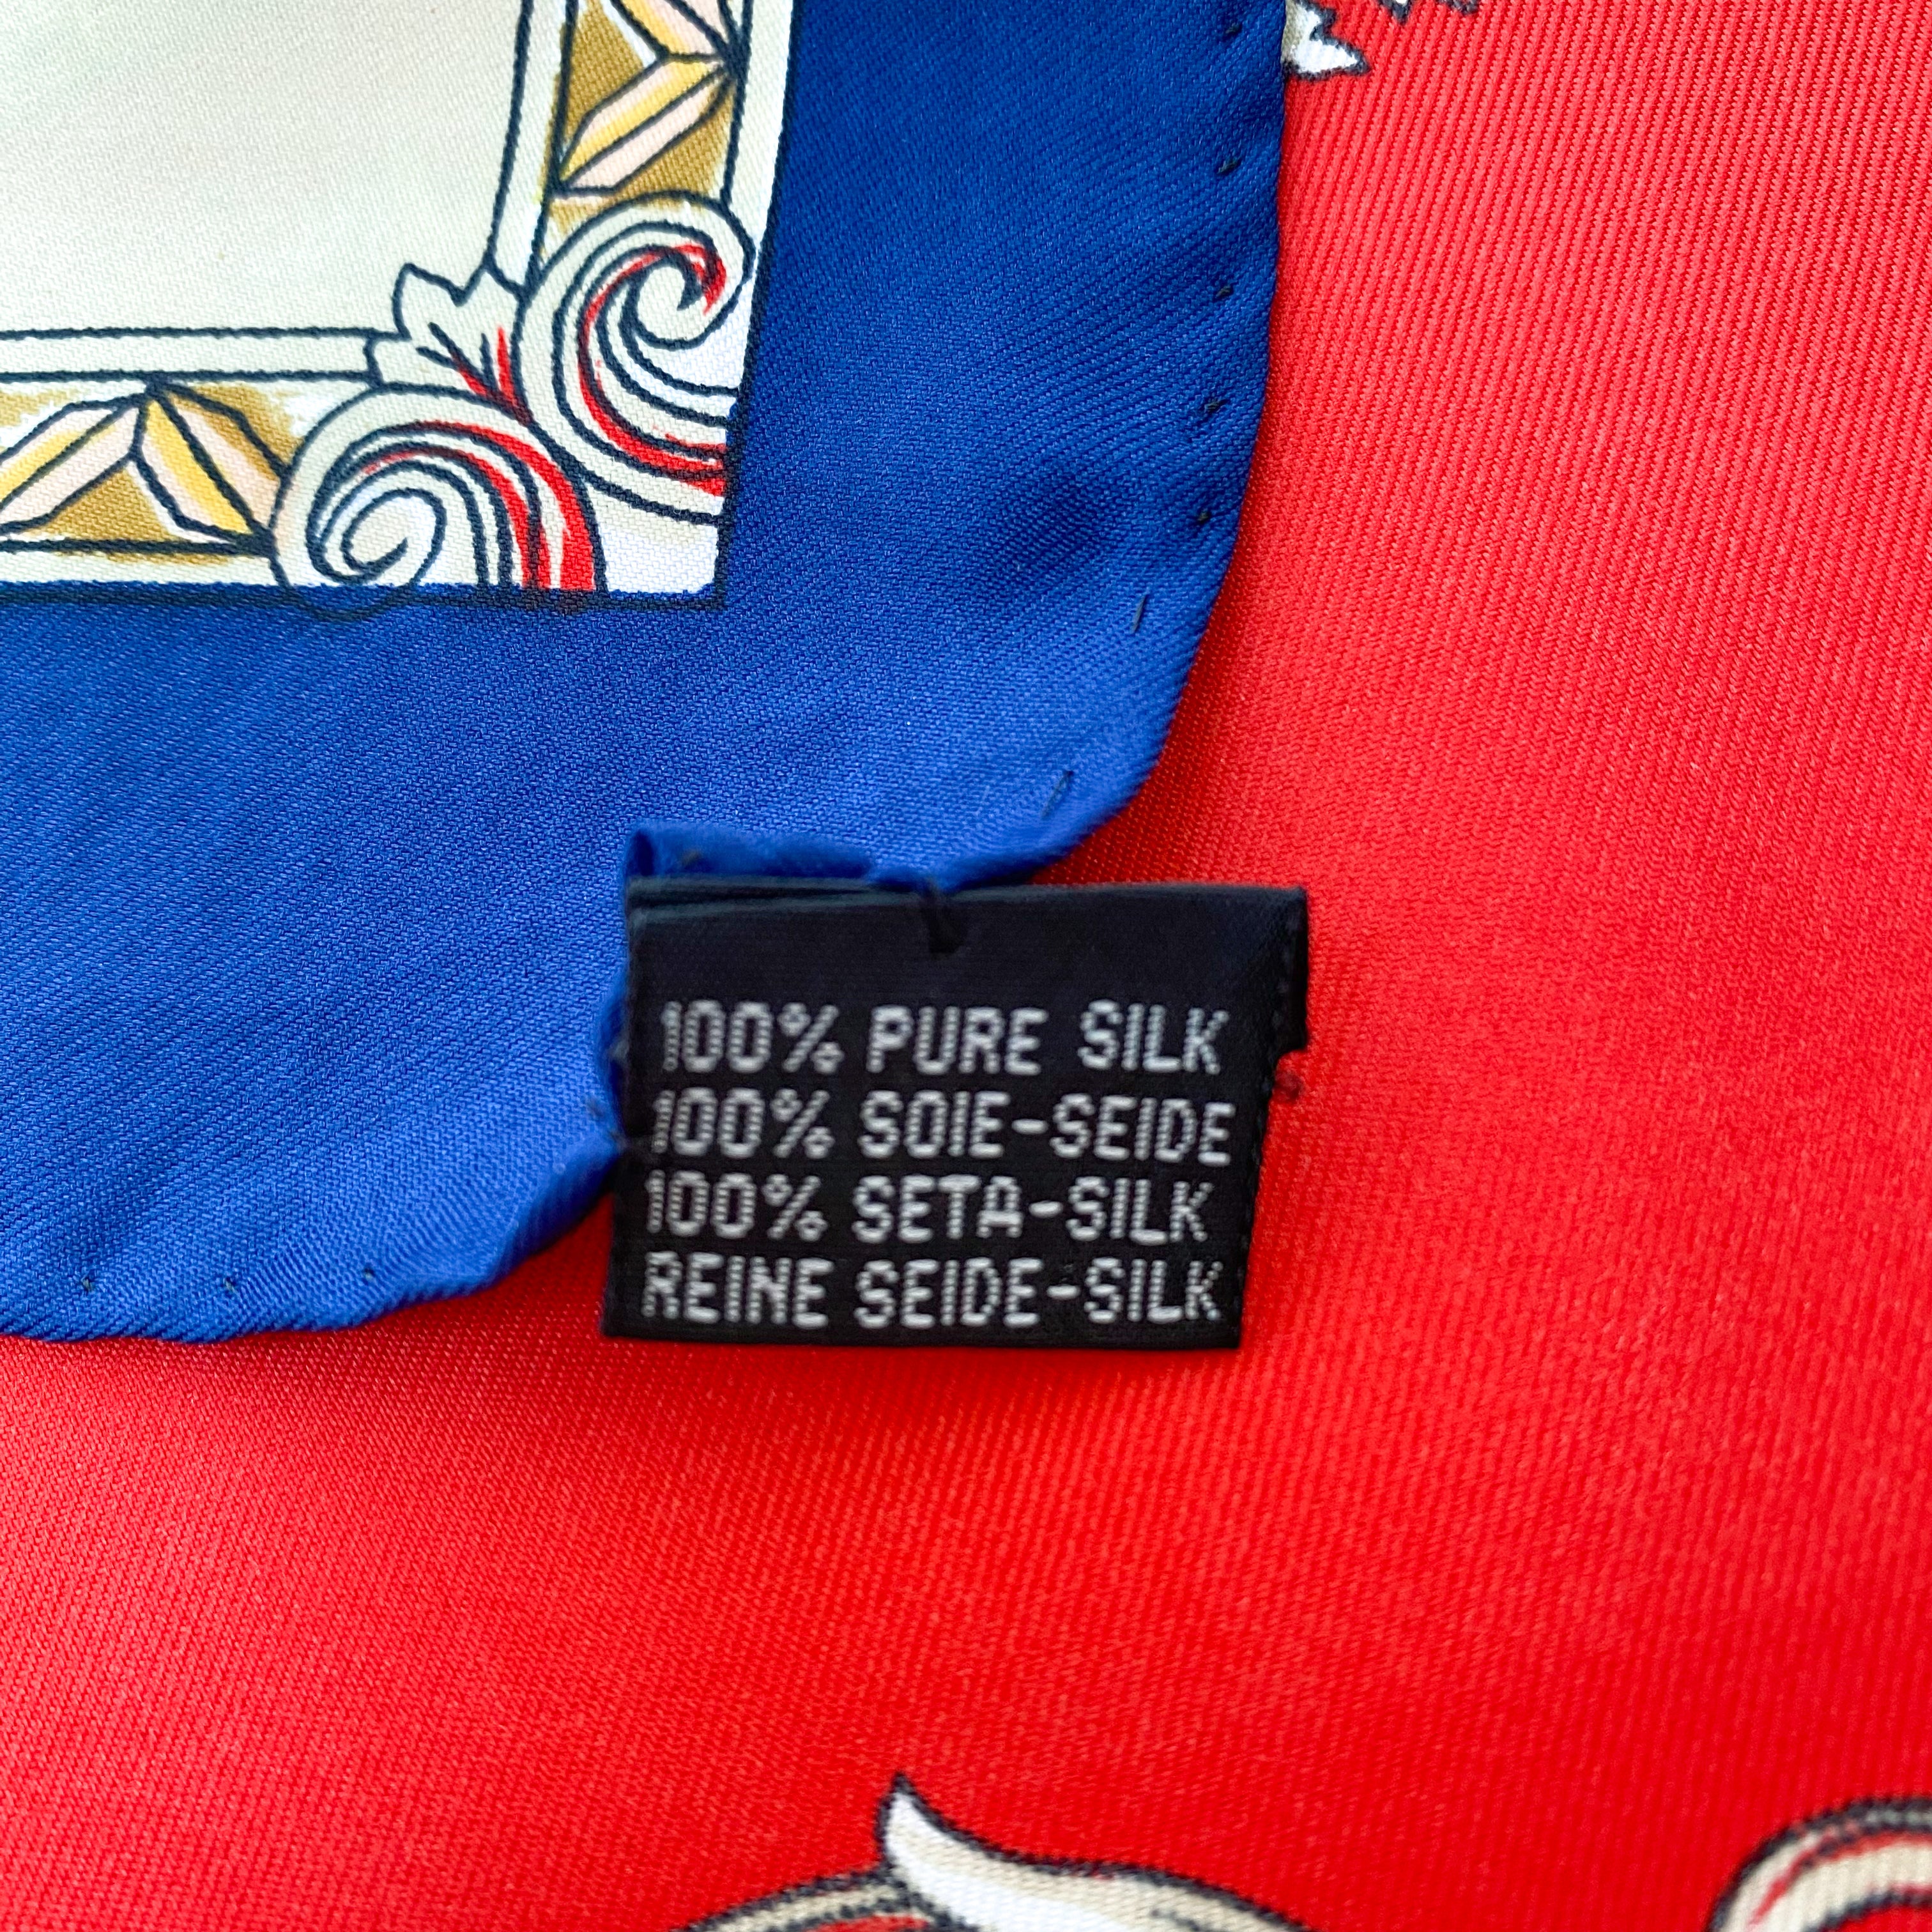 100% PURE SILK
100% SOIE-SEIDE
100% SETA-SILK
REINE SEIDE-SILK